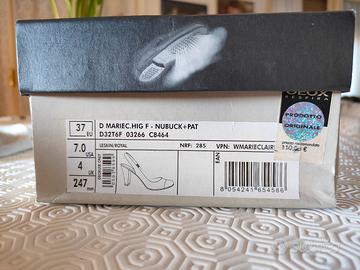 GEOX
RESPIRA
PRODOTTO
ORIGINALE
37 EU
D MARIEC.HIG F - NUBUCK+PAT
D32T6F 03266 C8464
7.0 USA
LESKIN/ROYAL
NRF: 285
VPN: WMARIECLAIR
4 UK
EAN
247 mm
8 054241 654586